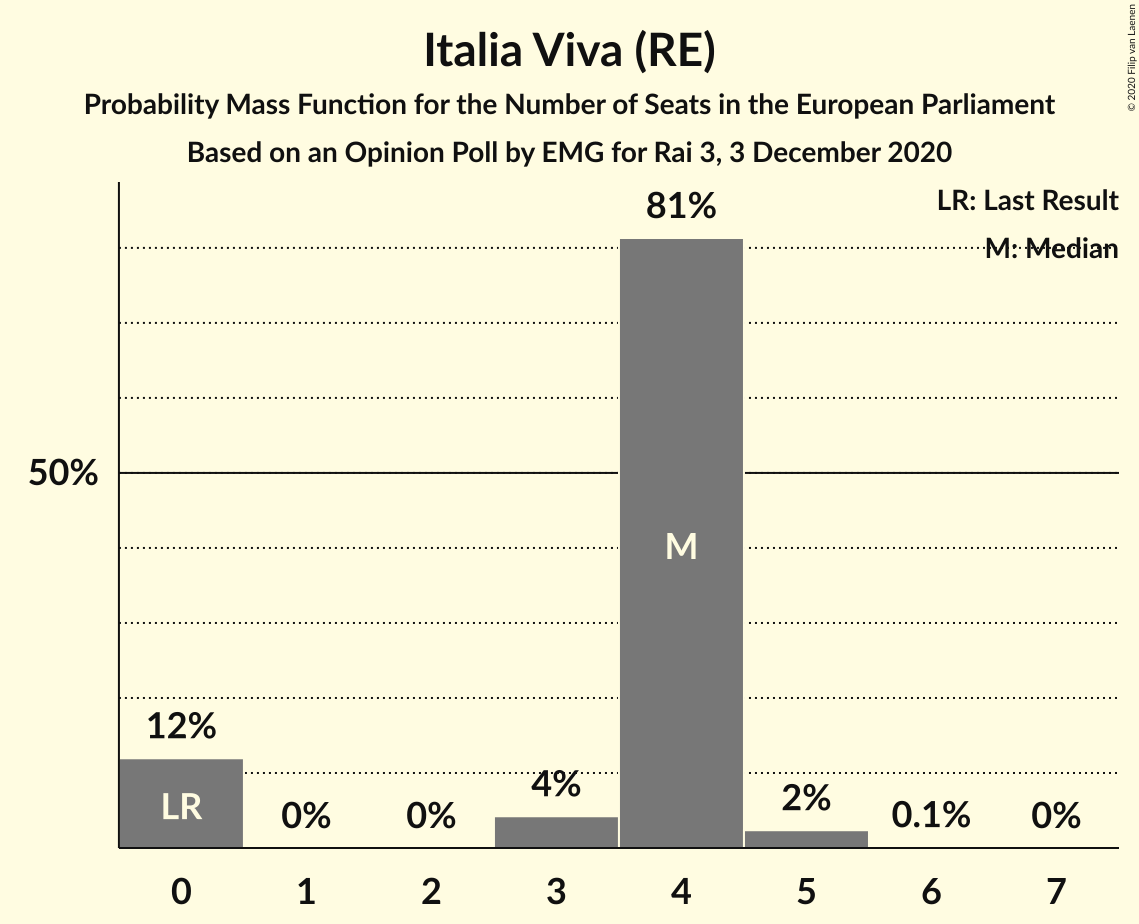 Italia Viva (RE)
Probability Mass Function for the Number of Seats in the European Parliament
Based on an Opinion Poll by EMG for Rai 3, 3 December 2020
© 2020 Filip van Laenen
LR: Last Result
M: Median
81%
50%
M
12%
LR
0%
0%
4%
2%
0.1%
0%
0 1 2 3 4 5 6 7